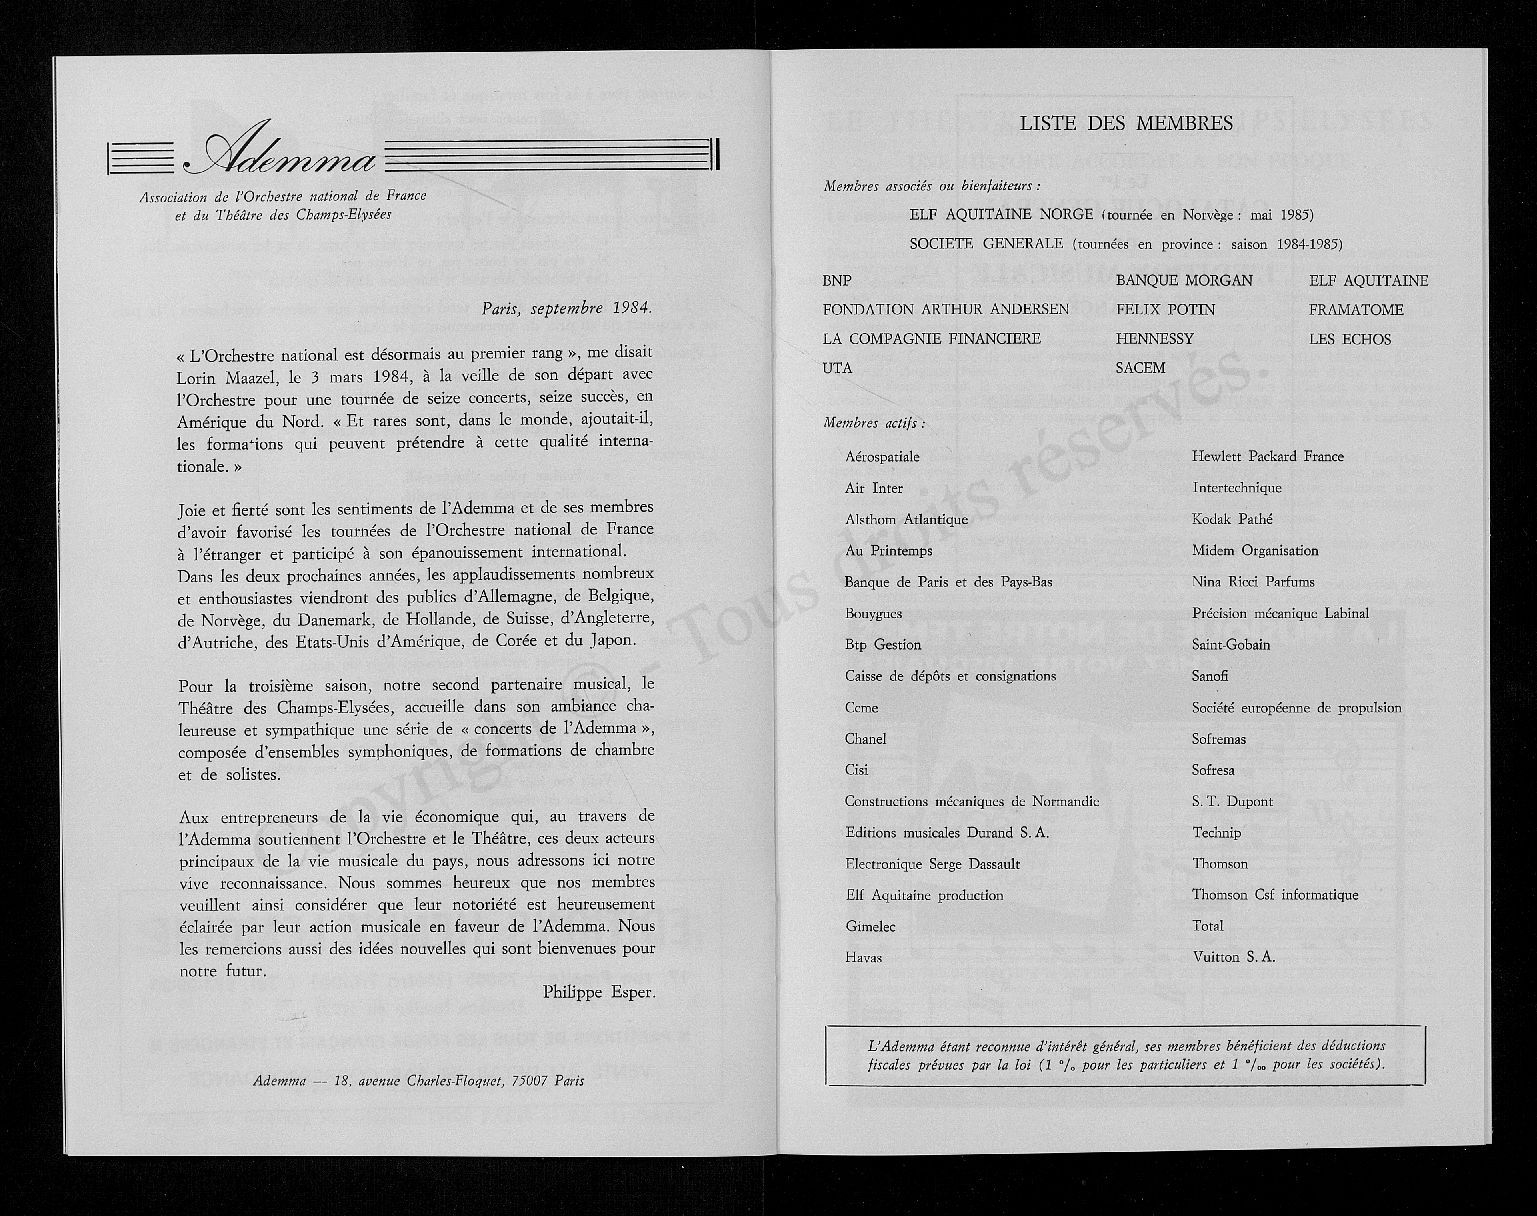 Ademma
Association de l'Orchestre national de France
et du Théâtre des Champs-Elysées
Paris, septembre 1984.
« L'Orchestre national est désormais au premier rang », me disait
Lorin Maazel, le 3 mars 1984, à la veille de son départ avec
l'Orchestre pour une tournée de seize concerts, seize succès, en
Amérique du Nord. « Et rares sont, dans le monde, ajoutait-il,
les formations qui peuvent prétendre à cette qualité interna-
tionale. »
Joie et fierté sont les sentiments de l'Ademma et de ses membres
d'avoir favorisé les tournées de l'Orchestre national de France
à l'étranger et participé à son épanouissement international.
Dans les deux prochaines années, les applaudissements nombreux
et enthousiastes viendront des publics d'Allemagne, de Belgique,
de Norvège, du Danemark, de Hollande, de Suisse, d'Angleterre,
d'Autriche, des Etats-Unis d'Amérique, de Corée et du Japon.
Pour la troisième saison, notre second partenaire musical, le
Théâtre des Champs-Elysées, accueille dans son ambiance cha-
leureuse et sympathique une série de « concerts de l'Ademma »,
composée d'ensembles symphoniques, de formations de chambre
et de solistes.
Aux entrepreneurs de la vie économique qui, au travers de
l'Ademma soutiennent l'Orchestre et le Théâtre, ces deux acteurs
principaux de la vie musicale du pays, nous adressons ici notre
vive reconnaissance. Nous sommes heureux que nos membres
veuillent ainsi considérer que leur notoriété est heureusement
éclairée par leur action musicale en faveur de l'Ademma. Nous
les remercions aussi des idées nouvelles qui sont bienvenues pour
notre futur.
Philippe Esper.
Ademma — 18, avenue Charles-Floquet, 75007 Paris
LISTE DES MEMBRES
Membres associés ou bienfaiteurs :
ELF AQUITAINE NORGE (tournée en Norvège : mai 1985)
SOCIETE GENERALE (tournées en province : saison 1984-1985)
BNP BANQUE MORGAN ELF AQUITAINE
FONDATION ARTHUR ANDERSEN FELIX POTIN FRAMATOME
LA COMPAGNIE FINANCIERE HENNESSY LES ECHOS
UTA SACEM
Membres actifs :
Aérospatiale Hewlett Packard France
Air Inter Intertechnique
Alsthom Atlantique Kodak Pathé
Au Printemps Midem Organisation
Banque de Paris et des Pays-Bas Nina Ricci Parfums
Bouygues Précision mécanique Labinal
Btp Gestion Saint-Gobain
Caisse de dépôts et consignations Sanofi
Ceme Société européenne de propulsion
Chanel Sofremas
Cisi Sofresa
Constructions mécaniques de Normandie S. T. Dupont
Editions musicales Durand S. A. Technip
Electronique Serge Dassault Thomson
Elf Aquitaine production Thomson Csf informatique
Gimelec Total
Havas Vuitton S. A.
L'Ademma étant reconnue d'intérêt général, ses membres bénéficient des déductions
fiscales prévues par la loi (1 % pour les particuliers et 1 ‰ pour les sociétés).
Copyright © - Tous droits réservés.